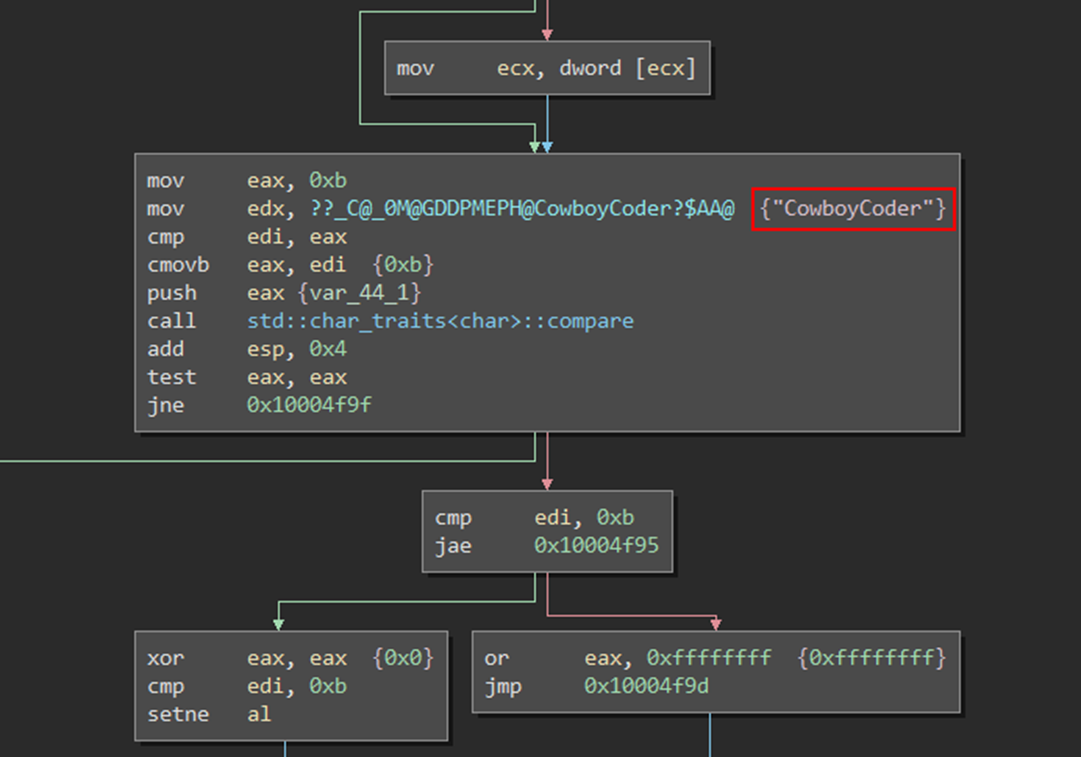 mov ecx, dword [ecx]
mov eax, 0xb
mov edx, ??_C@_0M@GDDPMEPH@CowboyCoder?$AA@ {"CowboyCoder"}
cmp edi, eax
cmovb eax, edi {0xb}
push eax {var_44_1}
call std::char_traits<char>::compare
add esp, 0x4
test eax, eax
jne 0x10004f9f
cmp edi, 0xb
jae 0x10004f95
xor eax, eax {0x0}
cmp edi, 0xb
setne al
or eax, 0xffffffff {0xffffffff}
jmp 0x10004f9d